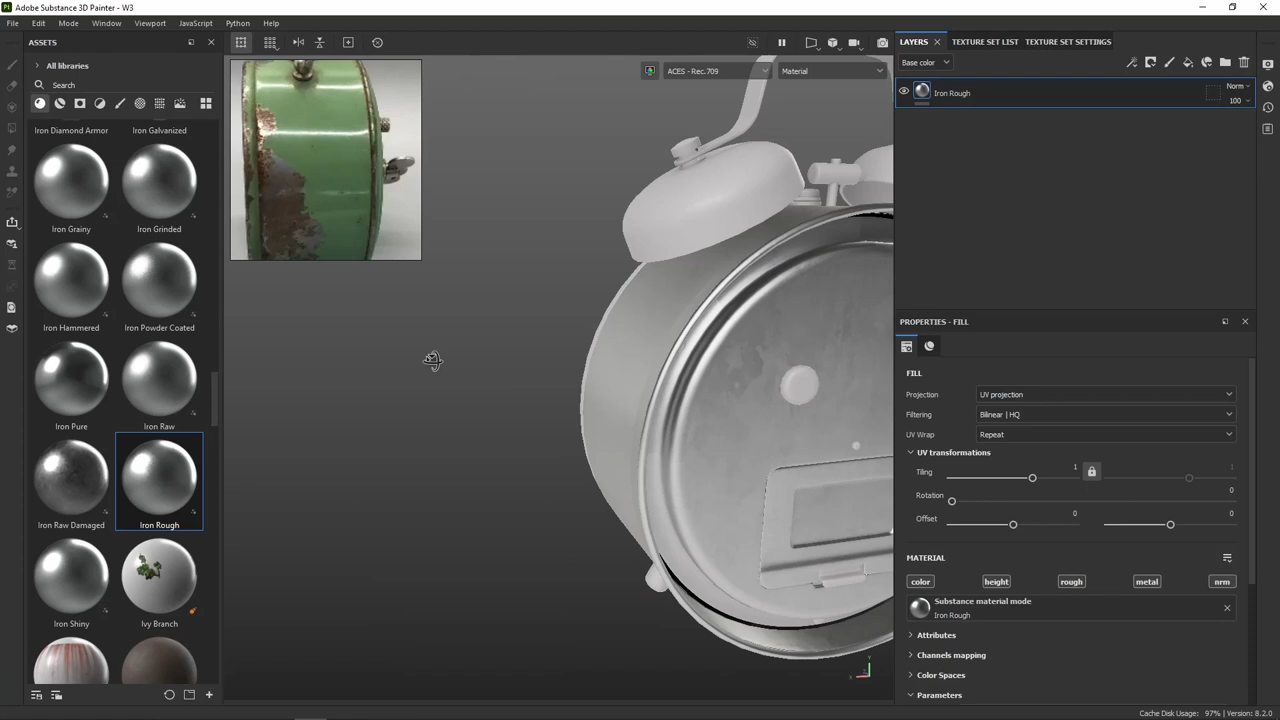 Adobe Substance 3D Painter - W3
File Edit Mode Window Viewport JavaScript Python Help
ASSETS
All libraries
Search
Iron Diamond Armor
Iron Galvanized
Iron Grainy
Iron Grinded
Iron Hammered
Iron Powder Coated
Iron Pure
Iron Raw
Iron Raw Damaged
Iron Rough
Iron Shiny
Ivy Branch
ACES - Rec.709
Material
LAYERS
TEXTURE SET LIST
TEXTURE SET SETTINGS
Base color
Iron Rough
Norm
100
PROPERTIES - FILL
FILL
Projection
UV projection
Filtering
Bilinear | HQ
UV Wrap
Repeat
UV transformations
Tiling
1
1
Rotation
0
Offset
0
0
MATERIAL
color
height
rough
metal
nrm
Substance material mode
Iron Rough
Attributes
Channels mapping
Color Spaces
Parameters
Cache Disk Usage: 97% | Version: 8.2.0